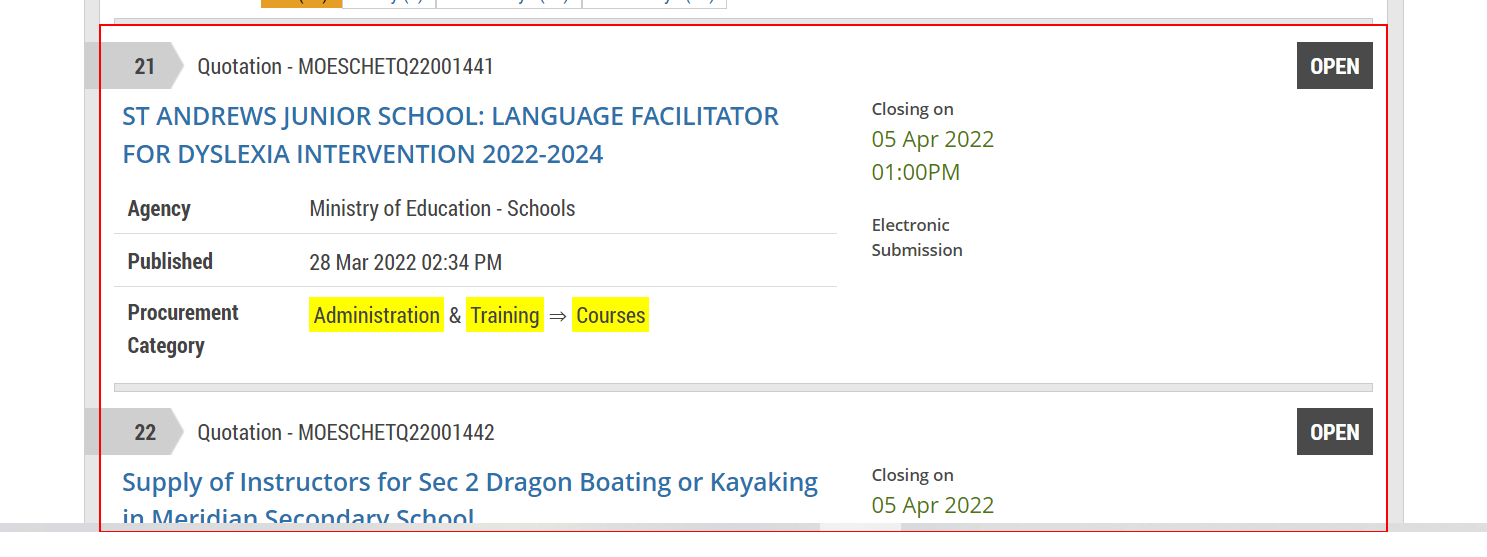 21 Quotation - MOESCHETQ22001441 OPEN
ST ANDREWS JUNIOR SCHOOL: LANGUAGE FACILITATOR
FOR DYSLEXIA INTERVENTION 2022-2024
Closing on
05 Apr 2022
01:00PM
Electronic
Submission
Agency Ministry of Education - Schools
Published 28 Mar 2022 02:34 PM
Procurement
Category
Administration & Training ⇒ Courses
22 Quotation - MOESCHETQ22001442 OPEN
Supply of Instructors for Sec 2 Dragon Boating or Kayaking
in Meridian Secondary School
Closing on
05 Apr 2022